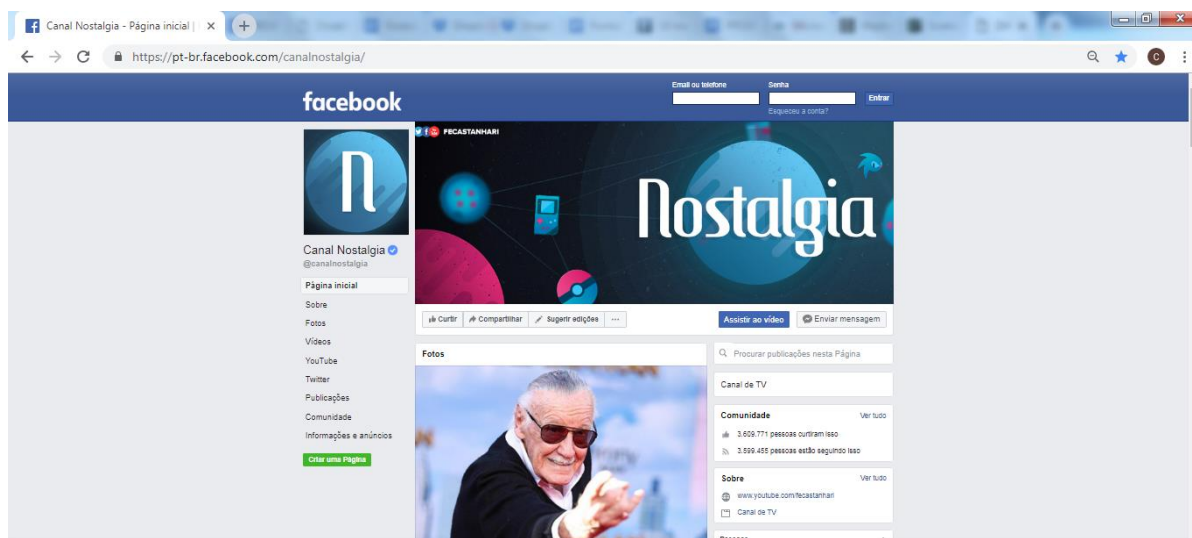 Canal Nostalgia - Página inicial |
https://pt-br.facebook.com/canalnostalgia/
C
facebook
Email ou telefone
Senha
Entrar
Esqueceu a conta?
FECASTANHARI
n
Nostalgia
Canal Nostalgia
@canalnostalgia
Página inicial
Sobre
Fotos
Vídeos
YouTube
Twitter
Publicações
Comunidade
Informações e anúncios
Criar uma Página
Curtir
Compartilhar
Sugerir edições
...
Assistir ao vídeo
Enviar mensagem
Fotos
Procurar publicações nesta Página
Canal de TV
Comunidade Ver tudo
3.609.771 pessoas curtiram isso
3.599.455 pessoas estão seguindo isso
Sobre Ver tudo
www.youtube.com/fecastanhari
Canal de TV